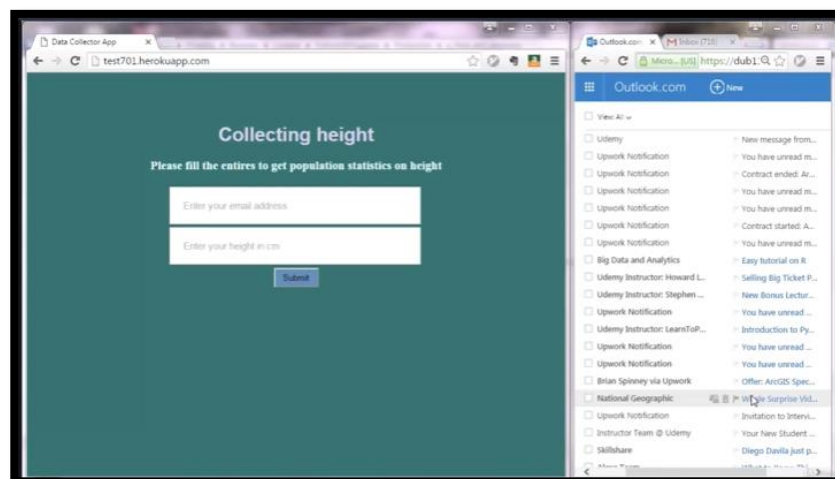 Data Collector App
test701.herokuapp.com
Collecting height
Please fill the entires to get population statistics on height
Enter your email address
Enter your height in cm
Submit
Outlook.com
Inbox (718)
Micro... [US] https://dub1
Outlook.com
New
View: All
Udemy New message from...
Upwork Notification You have unread m...
Upwork Notification Contract ended: Ar...
Upwork Notification You have unread m...
Upwork Notification You have unread m...
Upwork Notification Contract started: A...
Upwork Notification You have unread m...
Big Data and Analytics Easy tutorial on R
Udemy Instructor: Howard L... Selling Big Ticket P...
Udemy Instructor: Stephen ... New Bonus Lectur...
Upwork Notification You have unread ...
Udemy Instructor: LearnToP... Introduction to Py...
Upwork Notification You have unread ...
Upwork Notification You have unread ...
Brian Spinney via Upwork Offer: ArcGIS Spec...
National Geographic Surprise Vid...
Upwork Notification Invitation to Intervi...
Instructor Team @ Udemy Your New Student ...
Skillshare Diego Davila just p...